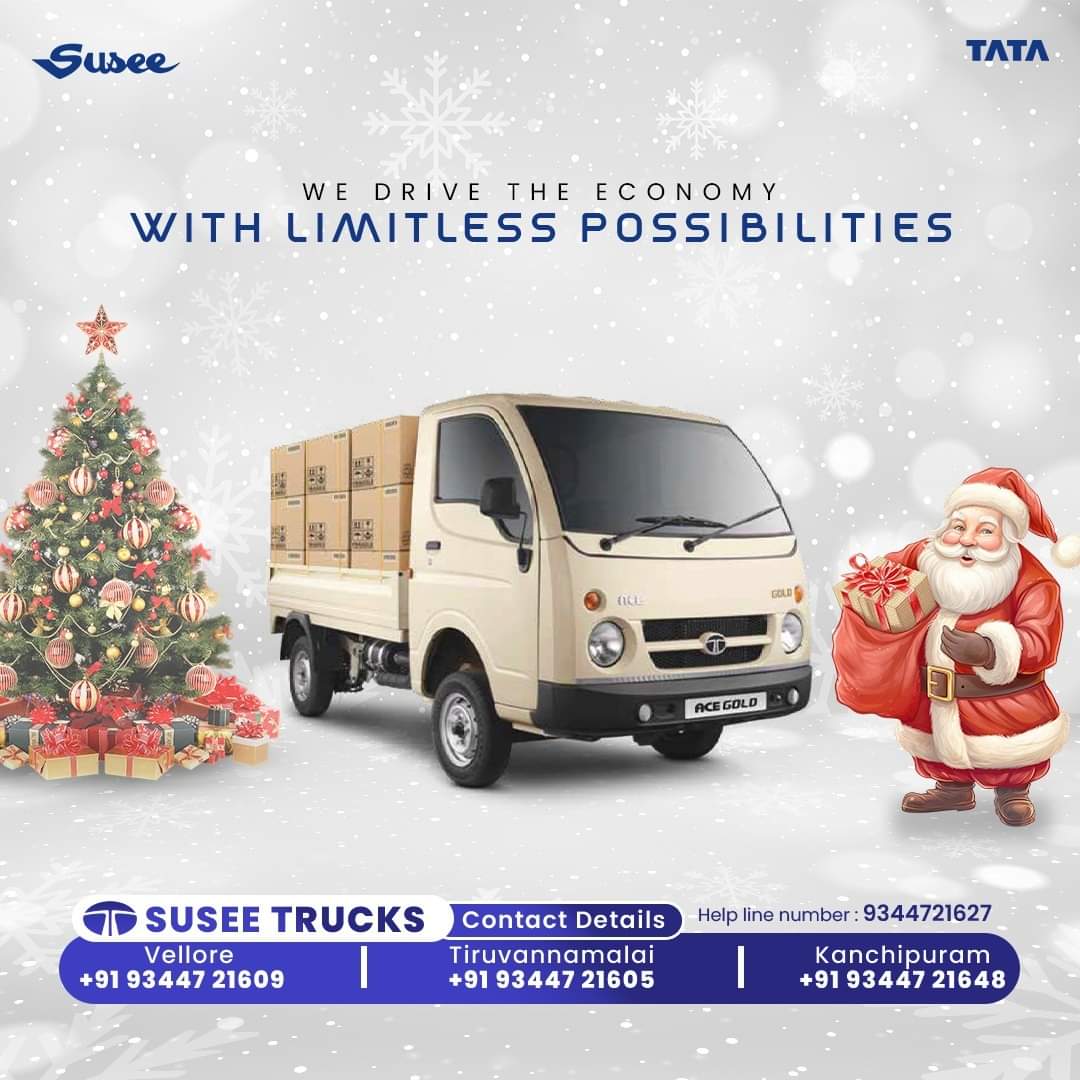 Susee
TATA
WE DRIVE THE ECONOMY
WITH LIMITLESS POSSIBILITIES
ACE
GOLD
ACE GOLD
SUSEE TRUCKS
Contact Details
Help line number : 9344721627
Vellore
+91 93447 21609
Tiruvannamalai
+91 93447 21605
Kanchipuram
+91 93447 21648